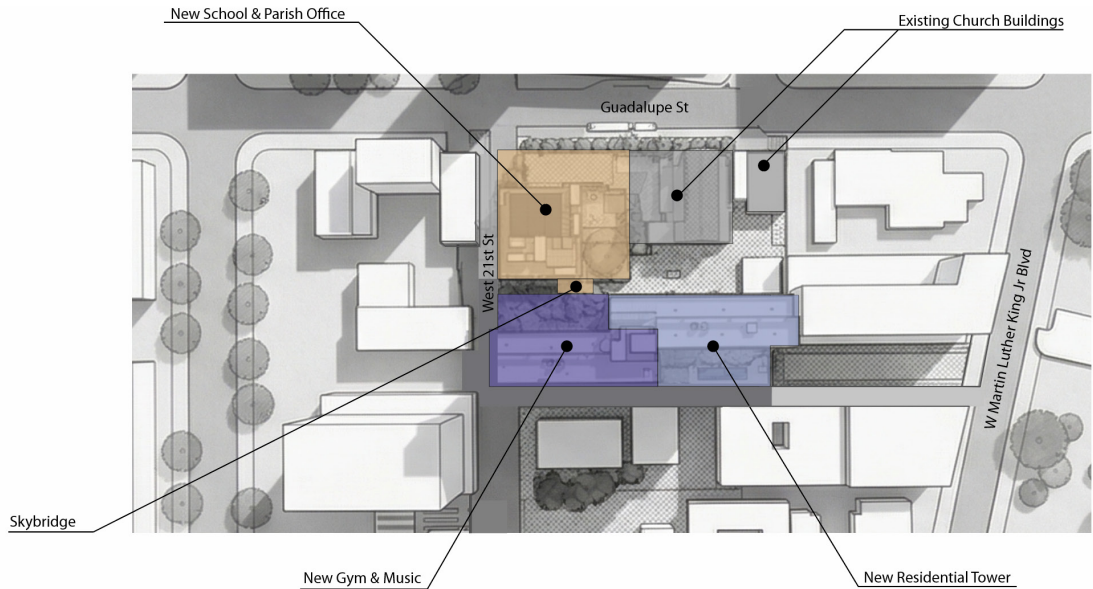 New School & Parish Office
Existing Church Buildings
Guadalupe St
West 21st St
W Martin Luther King Jr Blvd
Skybridge
New Gym & Music
New Residential Tower